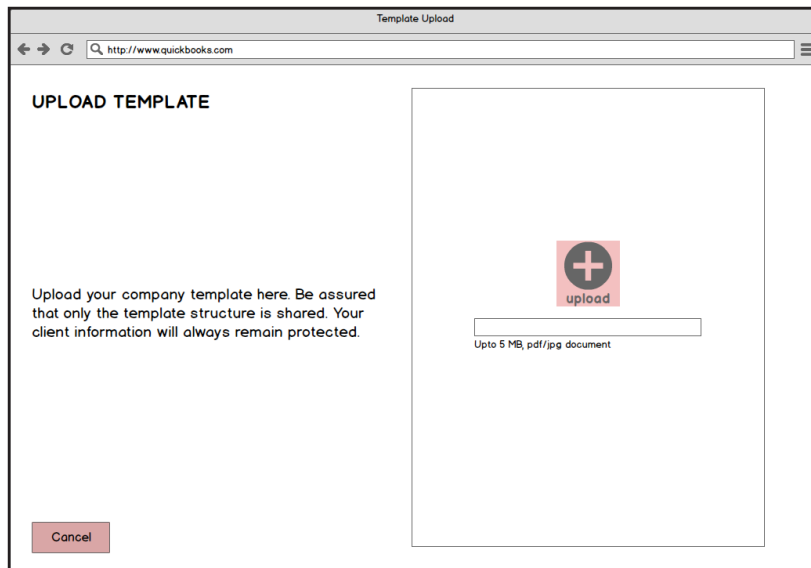 Template Upload
http://www.quickbooks.com
UPLOAD TEMPLATE
Upload your company template here. Be assured
that only the template structure is shared. Your
client information will always remain protected.
upload
Upto 5 MB, pdf/jpg document
Cancel